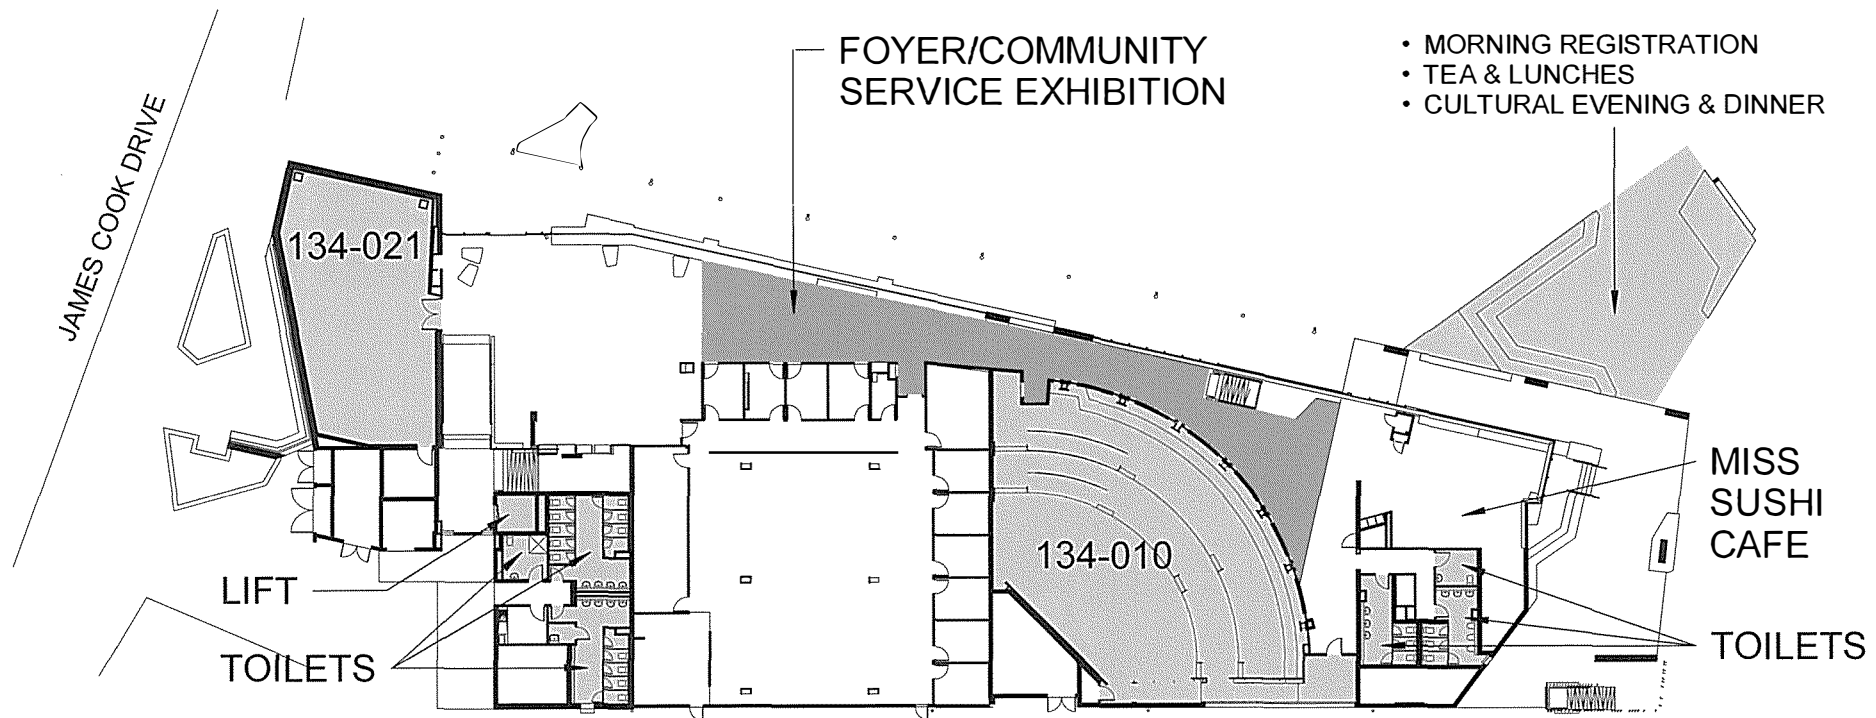 FOYER/COMMUNITY
SERVICE EXHIBITION
• MORNING REGISTRATION
• TEA & LUNCHES
• CULTURAL EVENING & DINNER
JAMES COOK DRIVE
134-021
134-010
MISS
SUSHI
CAFE
LIFT
TOILETS
TOILETS